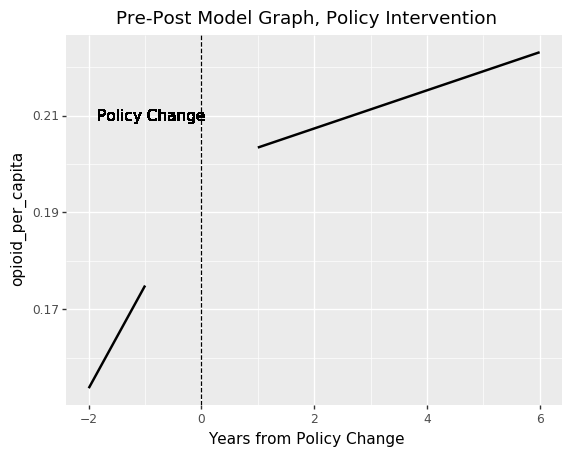 Pre-Post Model Graph, Policy Intervention
Policy Change
0.21
0.19
0.17
opioid_per_capita
−2
0
2
4
6
Years from Policy Change